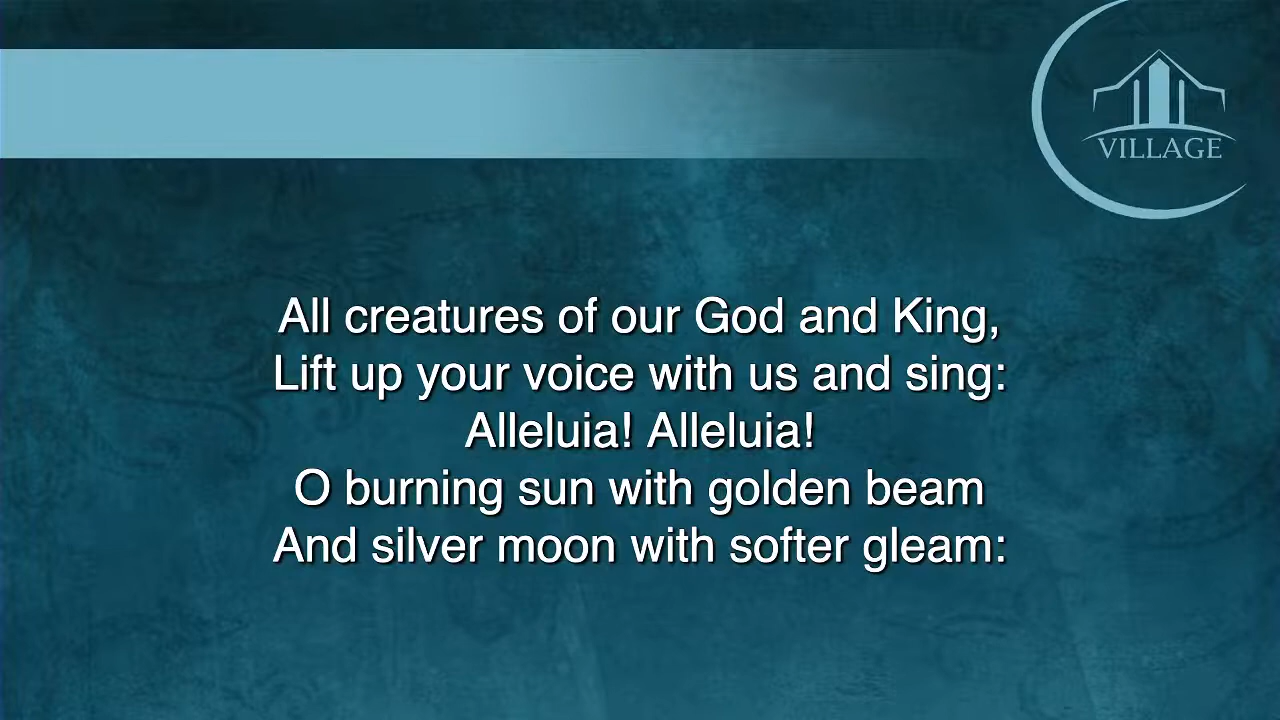 VILLAGE
All creatures of our God and King,
Lift up your voice with us and sing:
Alleluia! Alleluia!
O burning sun with golden beam
And silver moon with softer gleam: